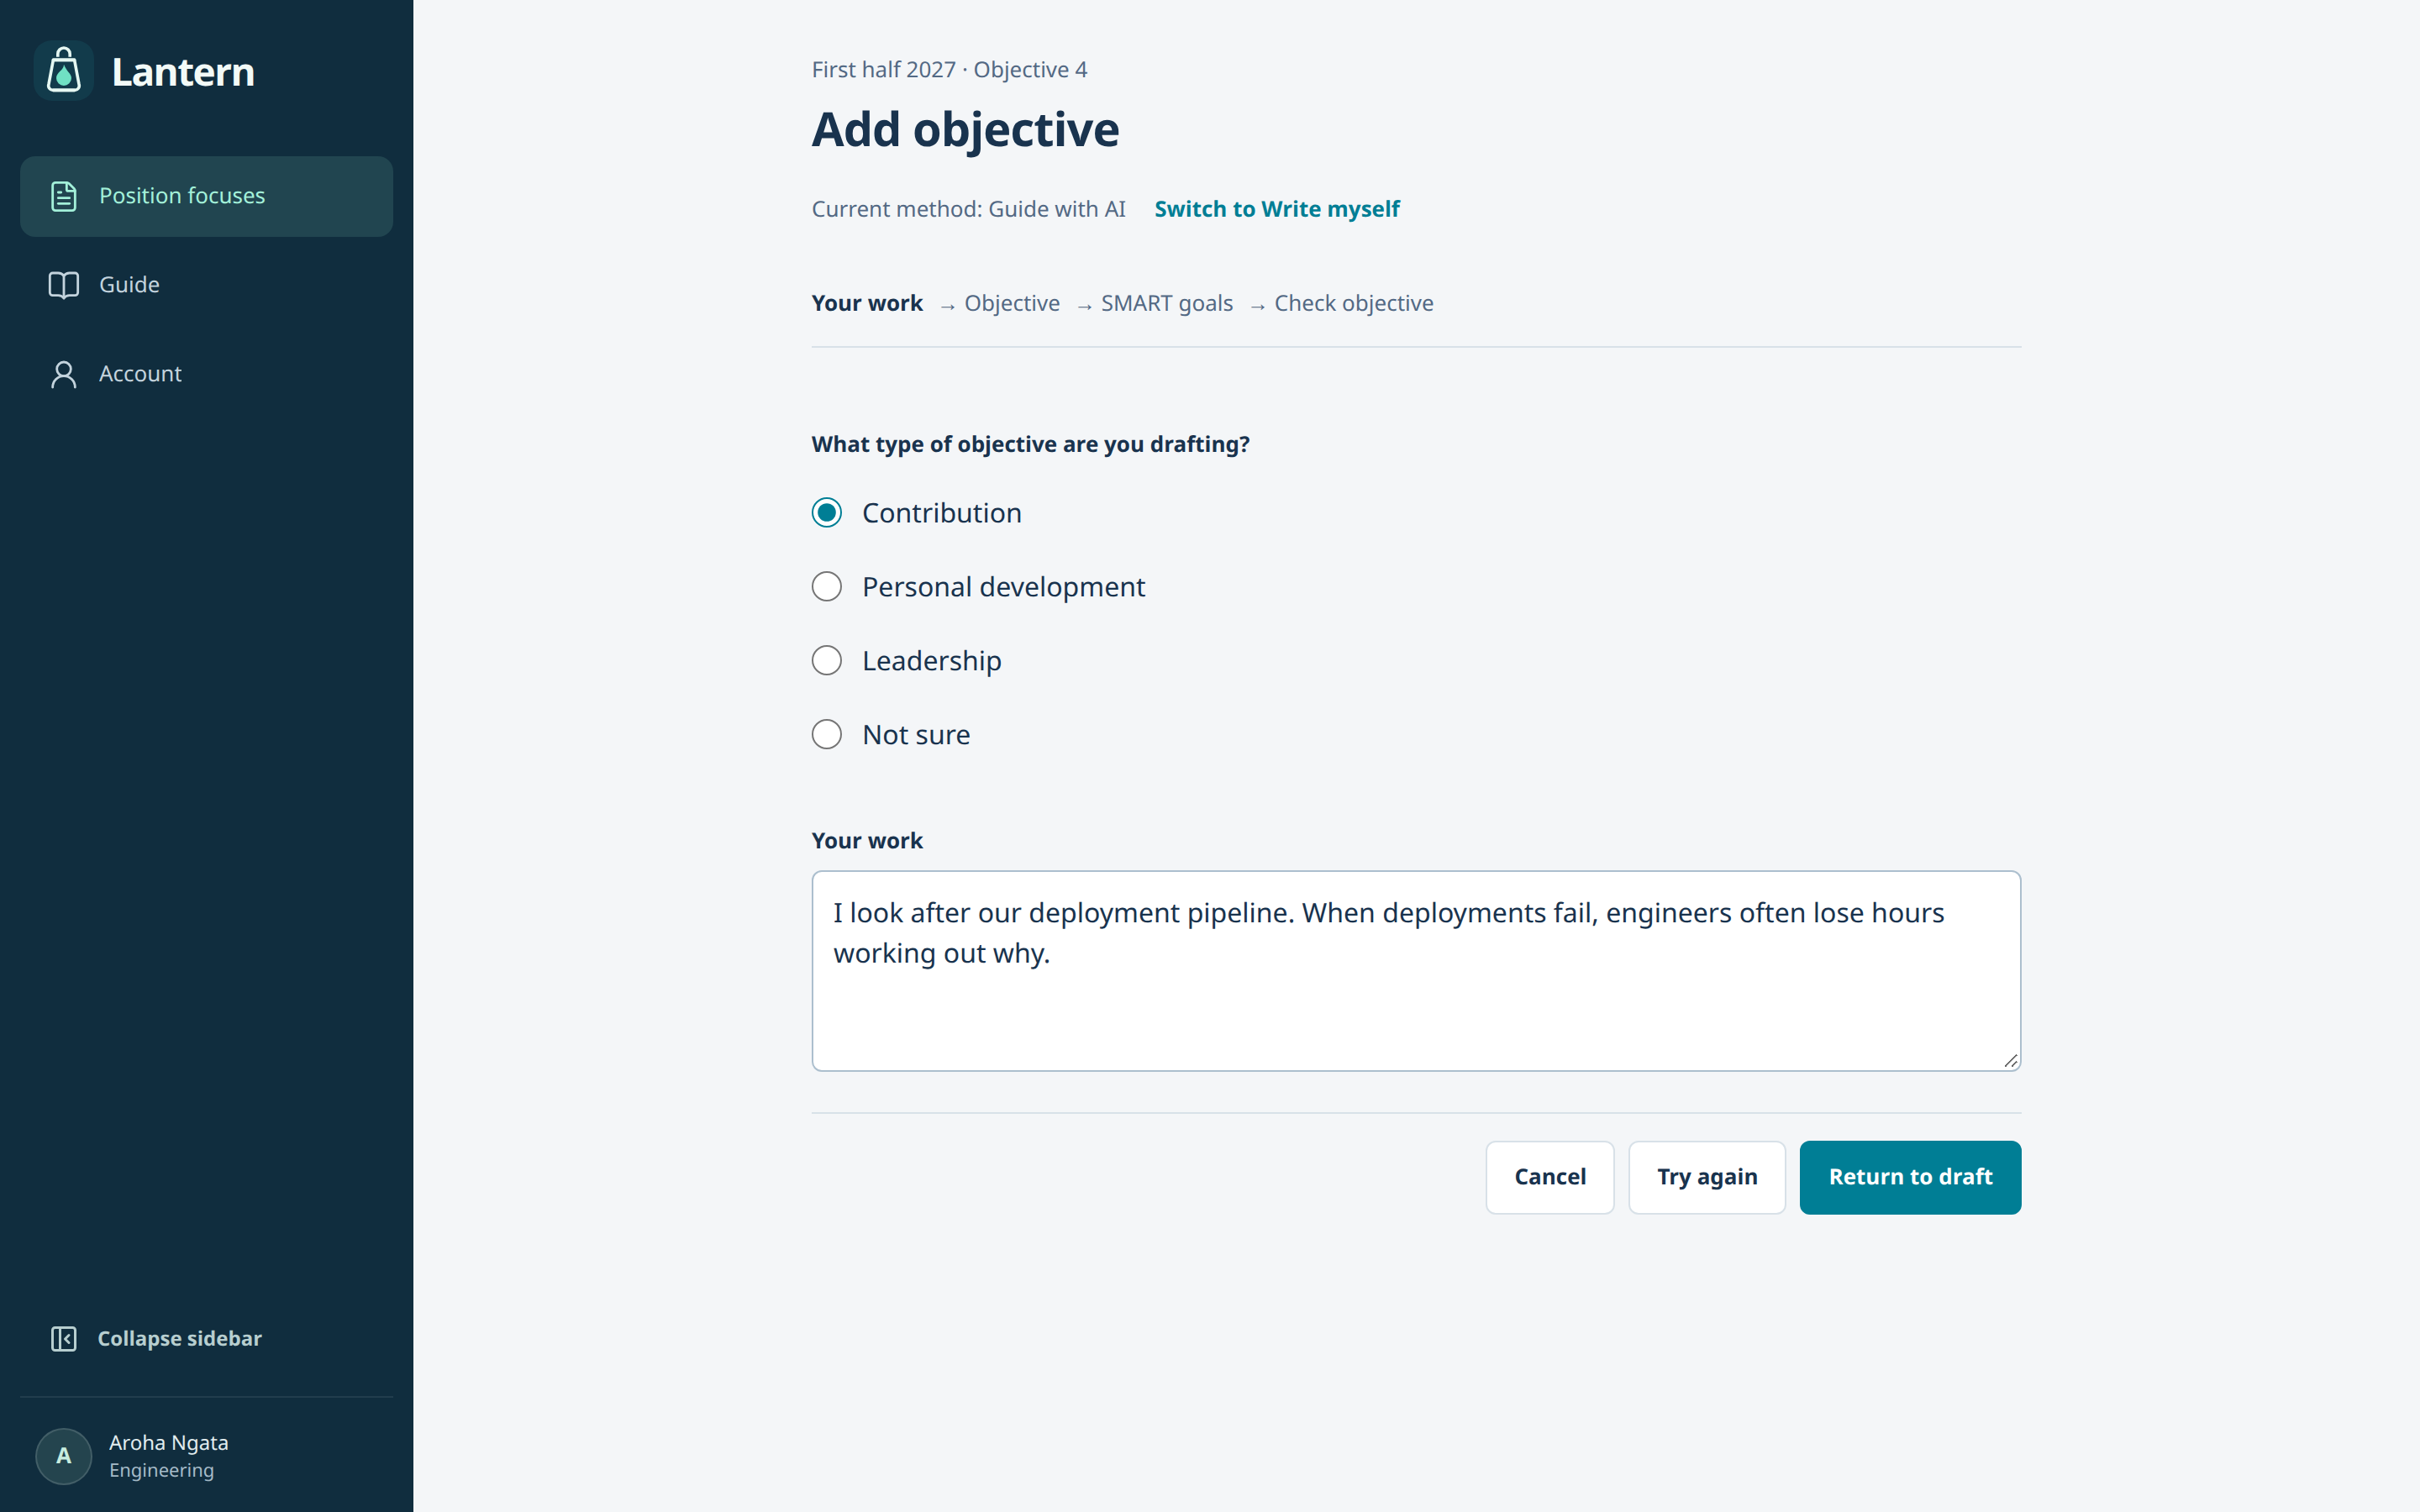 Lantern
Position focuses
Guide
Account
Collapse sidebar
A
Aroha Ngata
Engineering
First half 2027 · Objective 4
Add objective
Current method: Guide with AI Switch to Write myself
Your work → Objective → SMART goals → Check objective
What type of objective are you drafting?
Contribution
Personal development
Leadership
Not sure
Your work
I look after our deployment pipeline. When deployments fail, engineers often lose hours
working out why.
Cancel Try again Return to draft